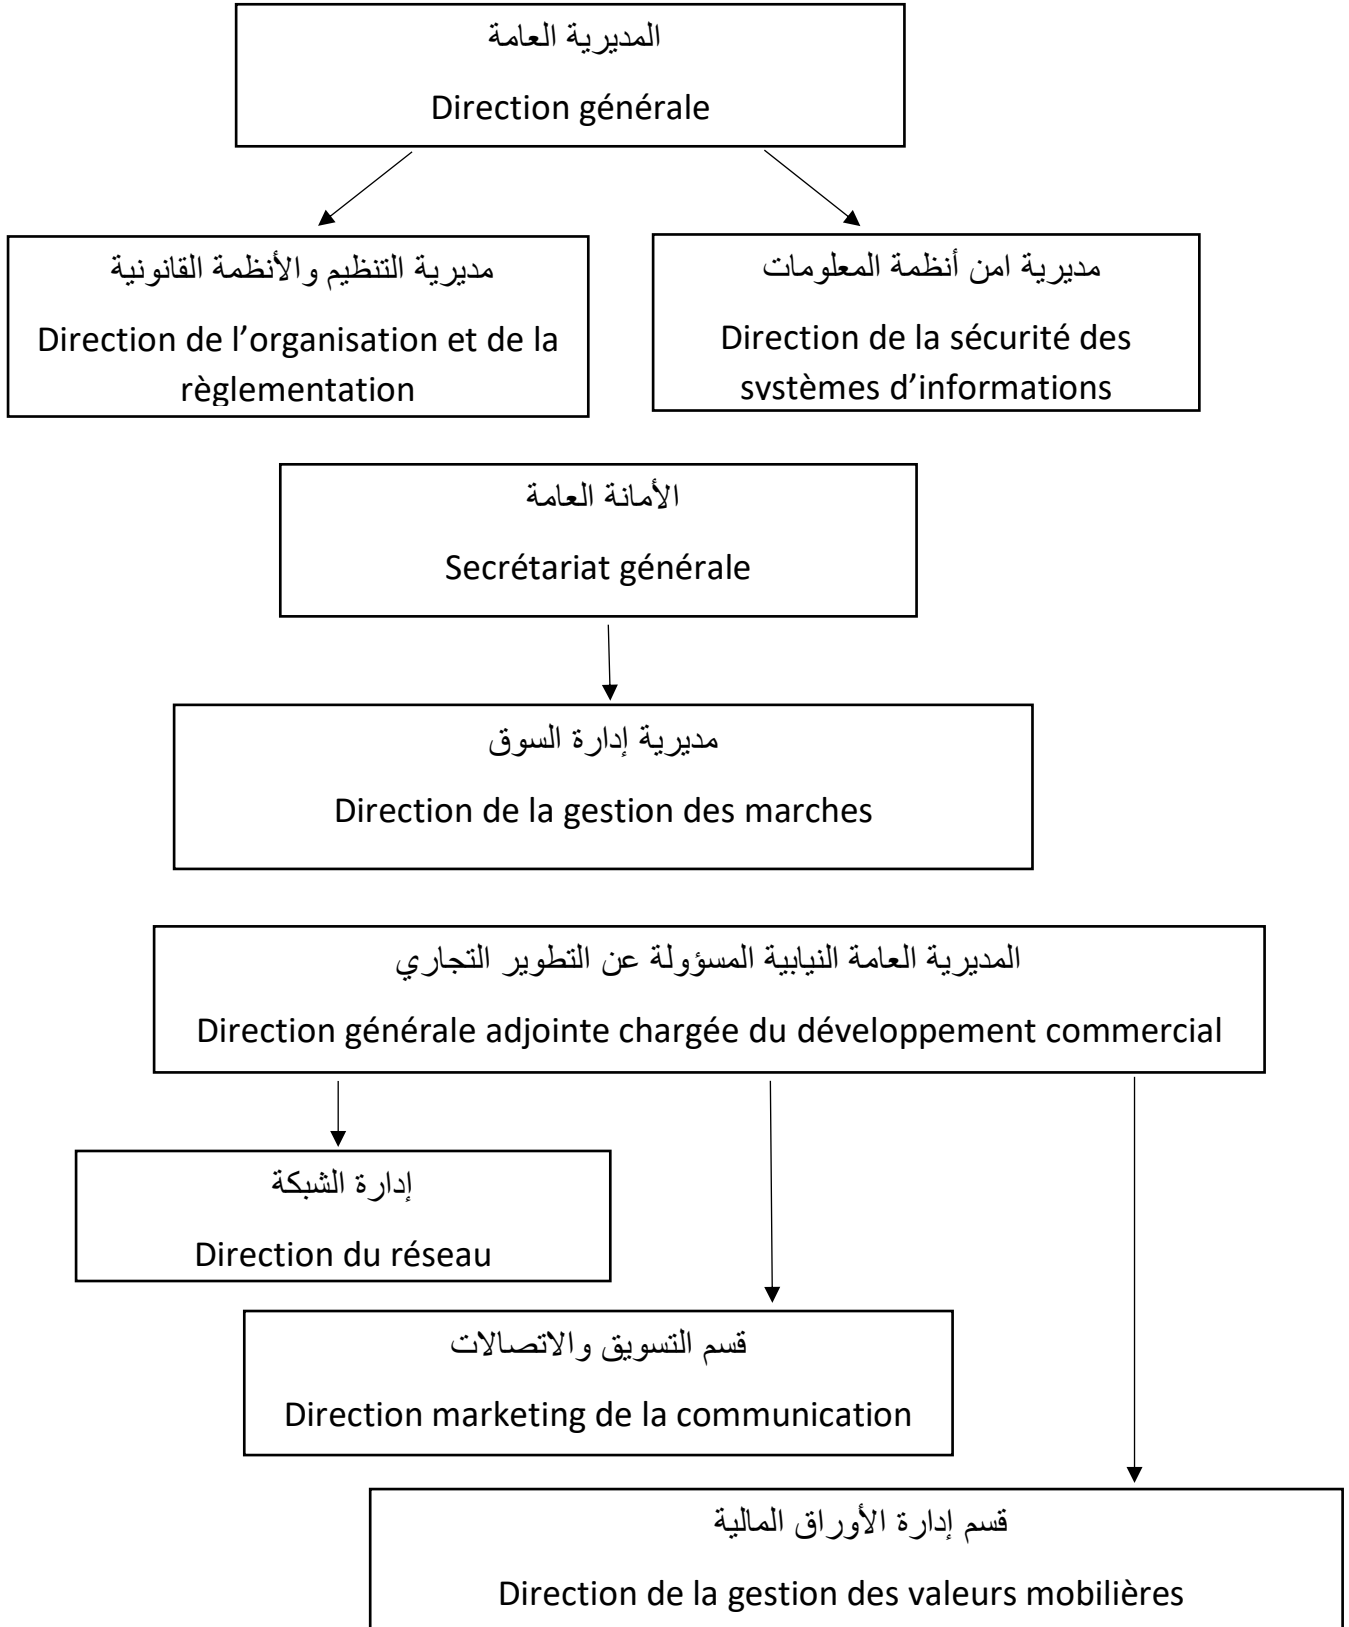 المديرية العامة
Direction générale
مديرية التنظيم والأنظمة القانونية
Direction de l’organisation et de la
règlementation
مديرية امن أنظمة المعلومات
Direction de la sécurité des
systèmes d’informations
الأمانة العامة
Secrétariat générale
مديرية إدارة السوق
Direction de la gestion des marches
المديرية العامة النيابية المسؤولة عن التطوير التجاري
Direction générale adjointe chargée du développement commercial
إدارة الشبكة
Direction du réseau
قسم التسويق والاتصالات
Direction marketing de la communication
قسم إدارة الأوراق المالية
Direction de la gestion des valeurs mobilières